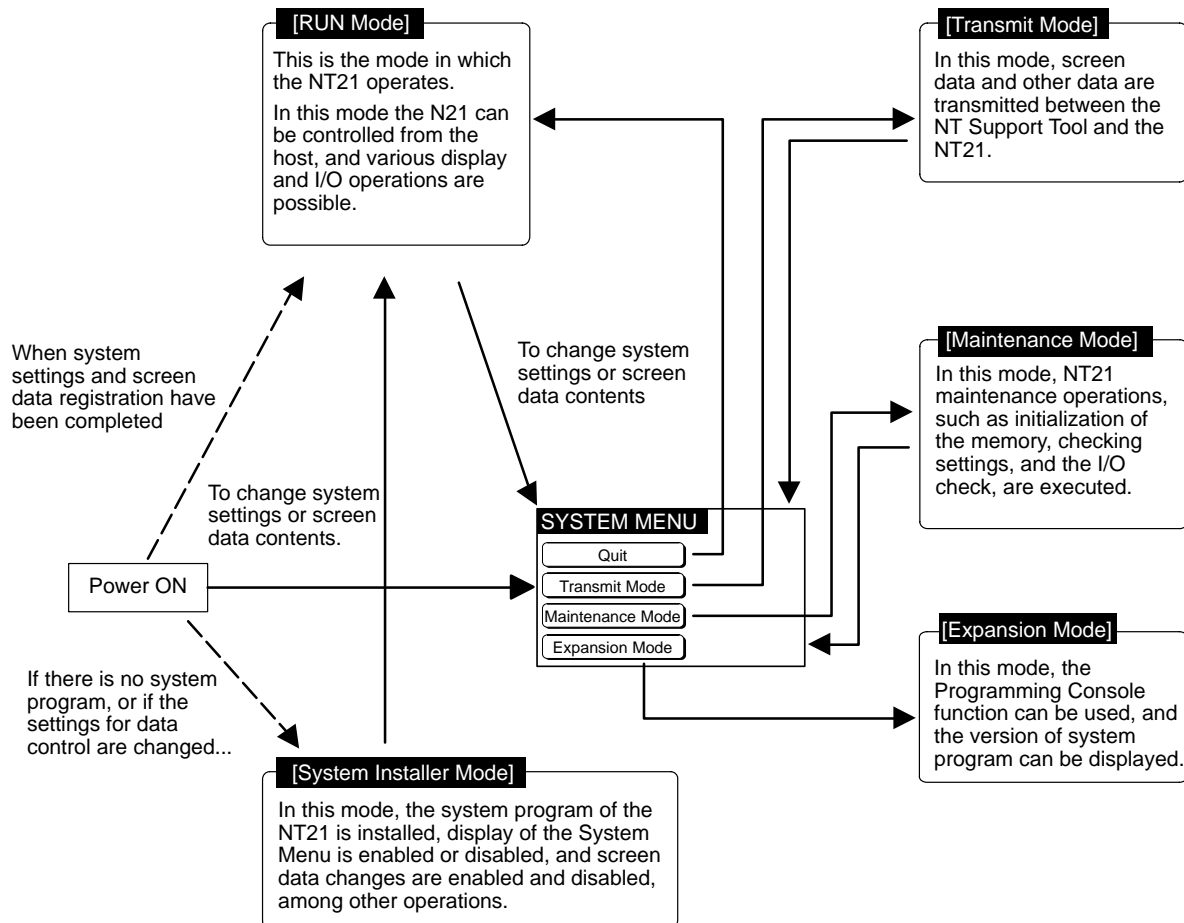 [RUN Mode]
This is the mode in which
the NT21 operates.
In this mode the N21 can
be controlled from the
host, and various display
and I/O operations are
possible.
[Transmit Mode]
In this mode, screen
data and other data are
transmitted between the
NT Support Tool and the
NT21.
When system
settings and screen
data registration have
been completed
To change system
settings or screen
data contents
[Maintenance Mode]
In this mode, NT21
maintenance operations,
such as initialization of
the memory, checking
settings, and the I/O
check, are executed.
To change system
settings or screen
data contents.
Power ON
SYSTEM MENU
Quit
Transmit Mode
Maintenance Mode
Expansion Mode
[Expansion Mode]
In this mode, the
Programming Console
function can be used, and
the version of system
program can be displayed.
If there is no system
program, or if the
settings for data
control are changed...
[System Installer Mode]
In this mode, the system program of the
NT21 is installed, display of the System
Menu is enabled or disabled, and screen
data changes are enabled and disabled,
among other operations.